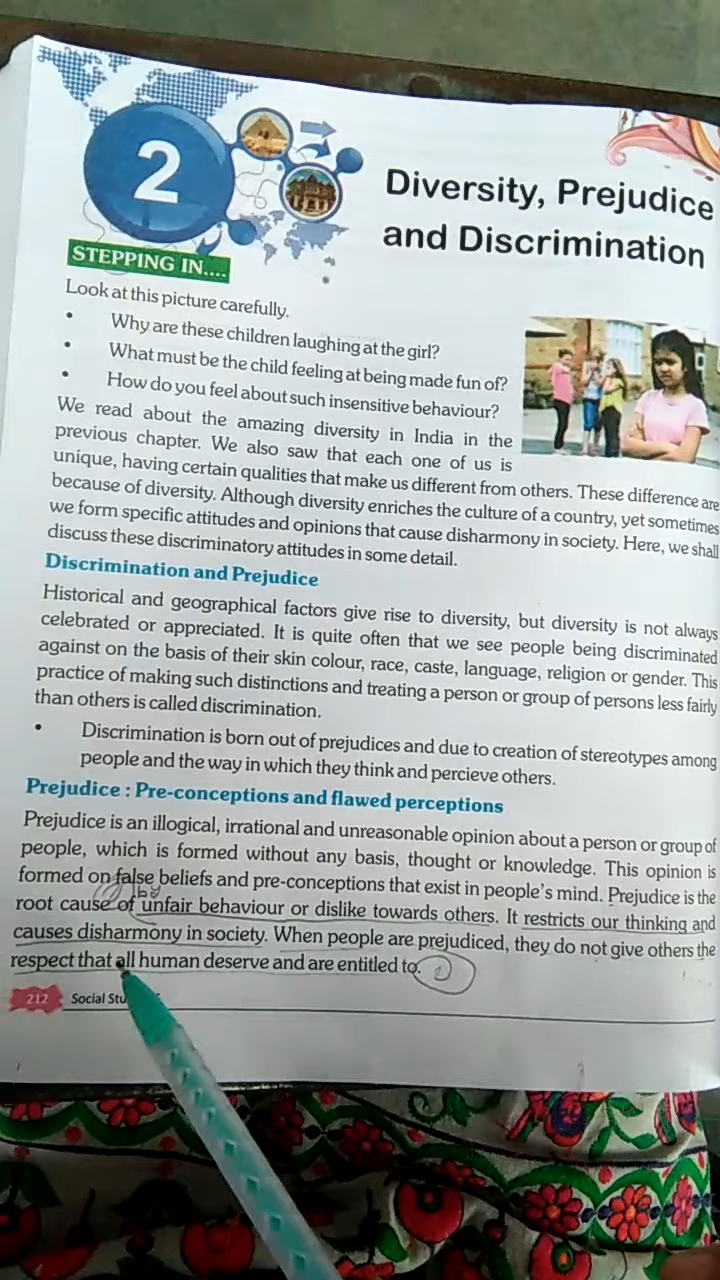 2
Diversity, Prejudice
and Discrimination
STEPPING IN....
Look at this picture carefully.
• Why are these children laughing at the girl?
• What must be the child feeling at being made fun of?
• How do you feel about such insensitive behaviour?
We read about the amazing diversity in India in the
previous chapter. We also saw that each one of us is
unique, having certain qualities that make us different from others. These difference are
because of diversity. Although diversity enriches the culture of a country, yet sometimes
we form specific attitudes and opinions that cause disharmony in society. Here, we shall
discuss these discriminatory attitudes in some detail.
Discrimination and Prejudice
Historical and geographical factors give rise to diversity, but diversity is not always
celebrated or appreciated. It is quite often that we see people being discriminated
against on the basis of their skin colour, race, caste, language, religion or gender. This
practice of making such distinctions and treating a person or group of persons less fairly
than others is called discrimination.
• Discrimination is born out of prejudices and due to creation of stereotypes among
people and the way in which they think and percieve others.
Prejudice : Pre-conceptions and flawed perceptions
Prejudice is an illogical, irrational and unreasonable opinion about a person or group of
people, which is formed without any basis, thought or knowledge. This opinion is
formed on false beliefs and pre-conceptions that exist in people's mind. Prejudice is the
by
root cause of unfair behaviour or dislike towards others. It restricts our thinking and
causes disharmony in society. When people are prejudiced, they do not give others the
respect that all human deserve and are entitled to.
212 Social Stu